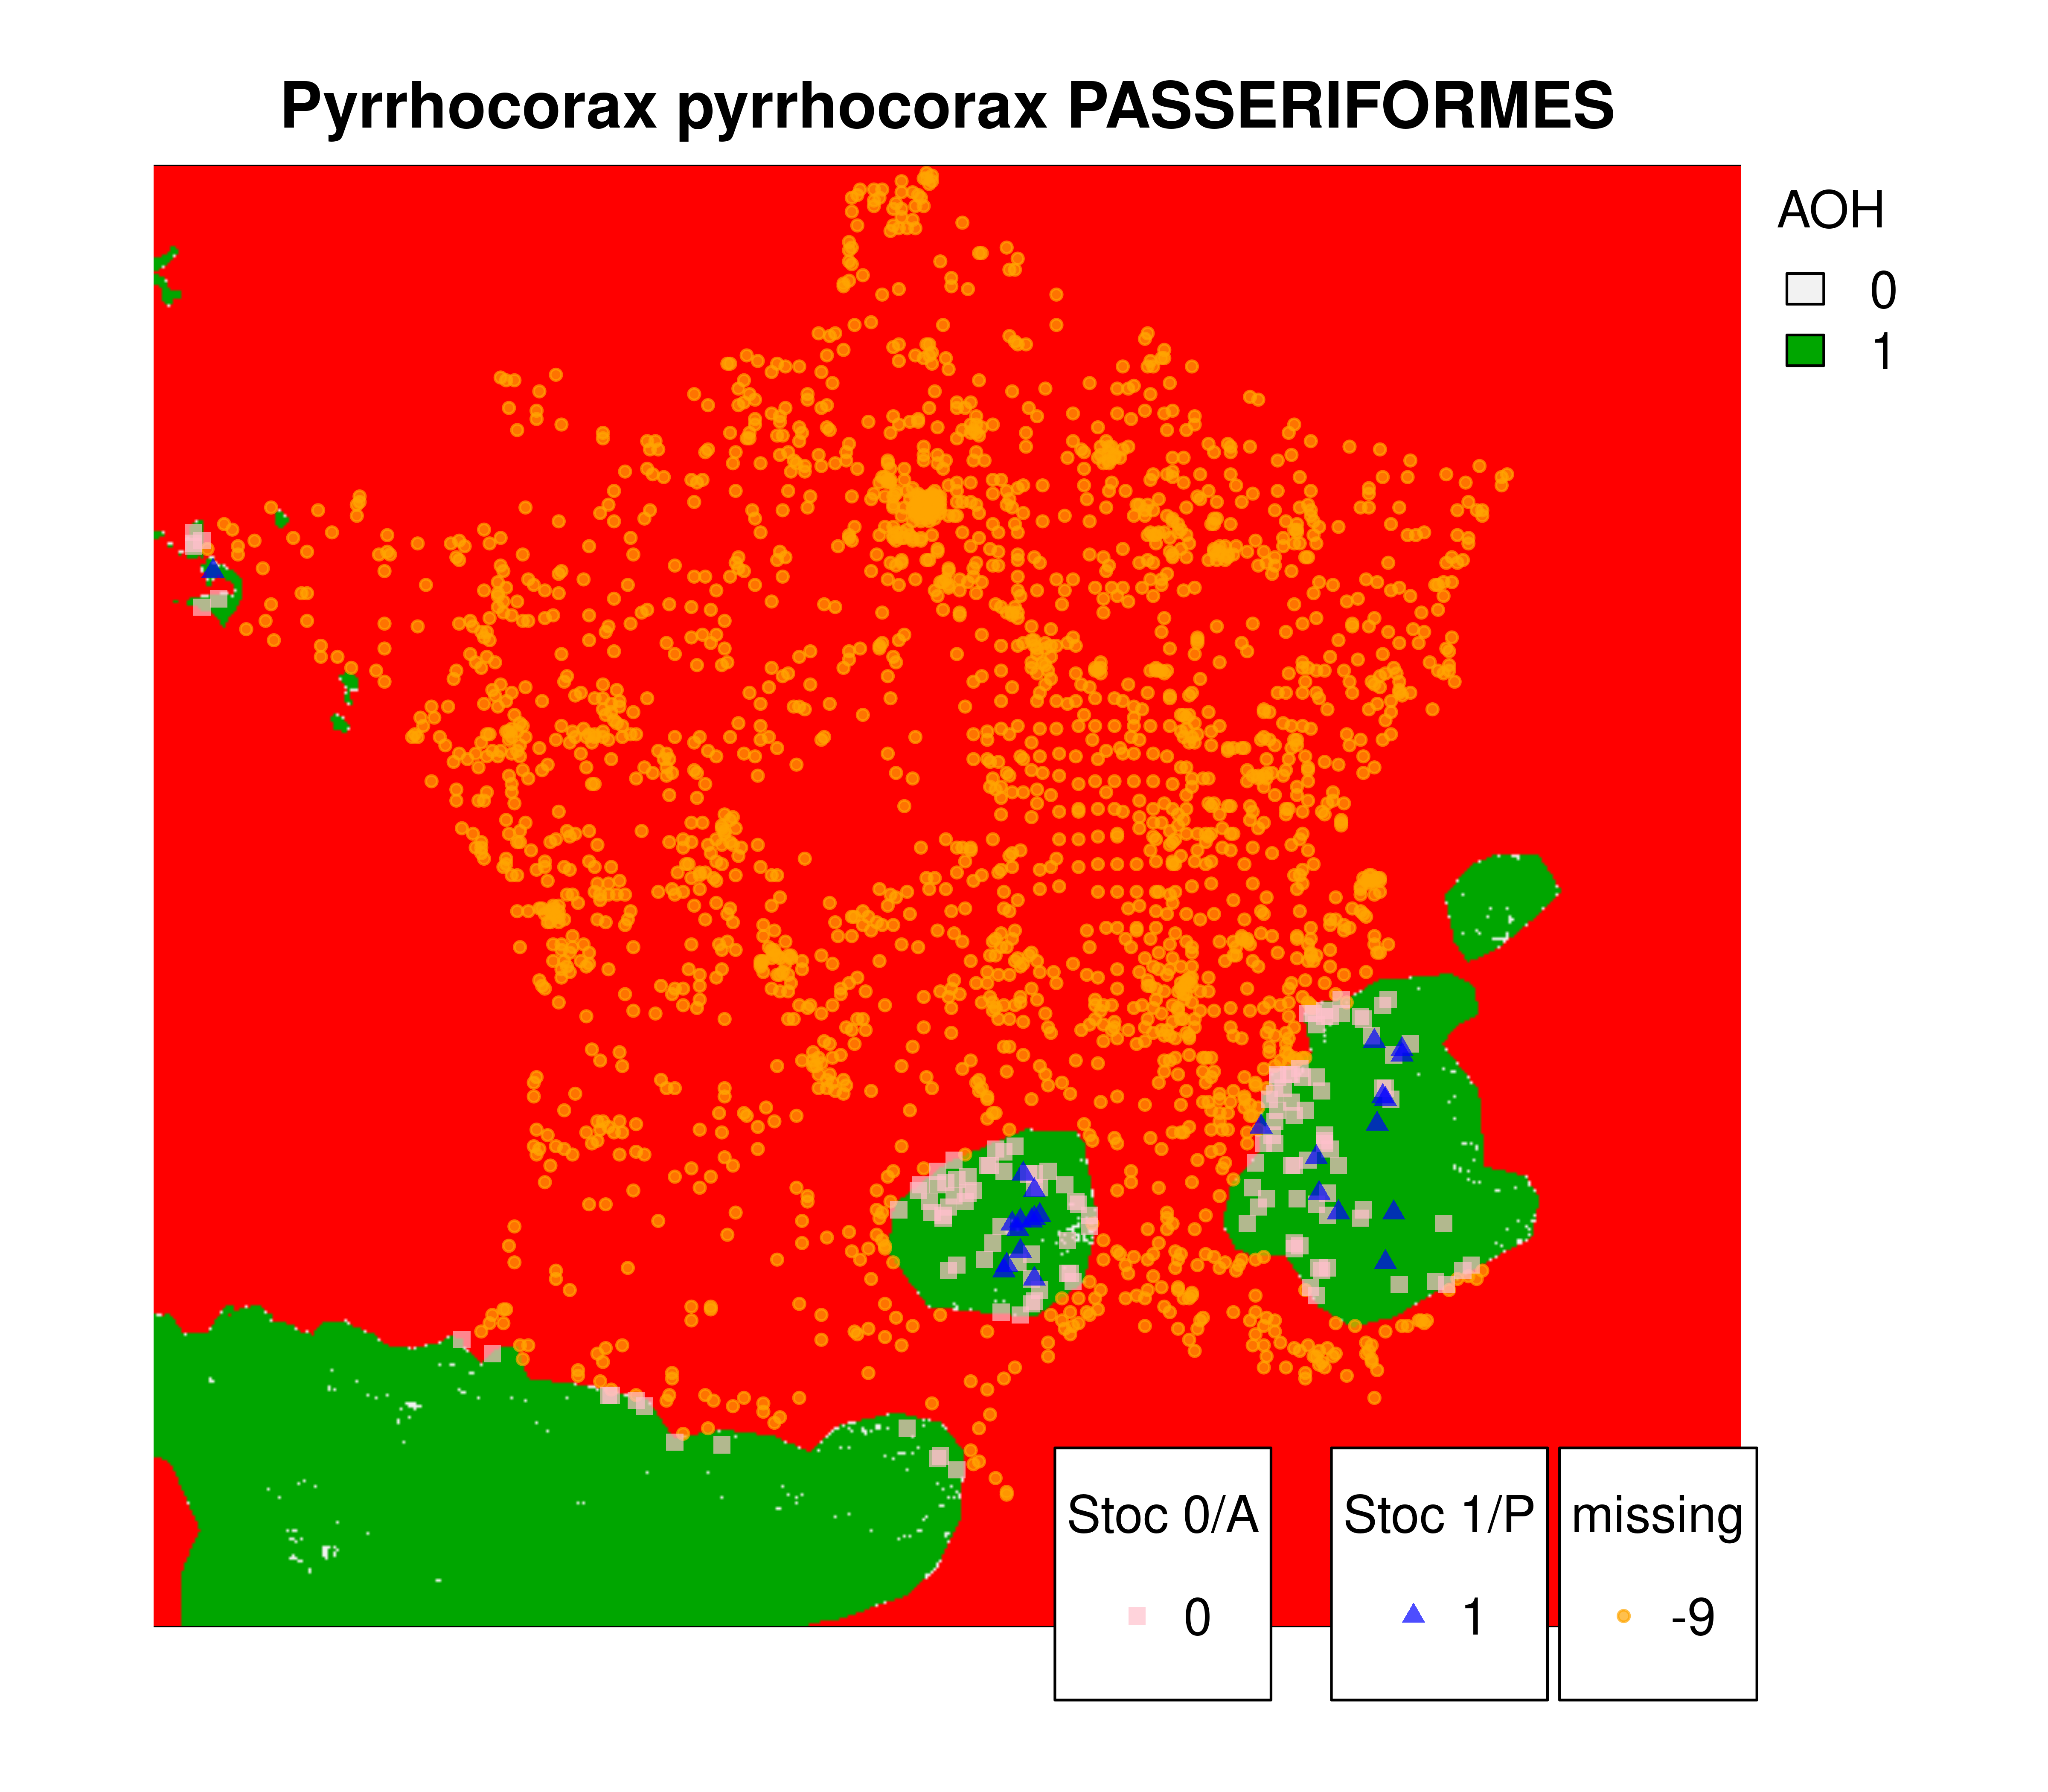 Pyrrhocorax pyrrhocorax PASSERIFORMES
AOH
0
1
Stoc 0/A
0
Stoc 1/P
1
missing
-9